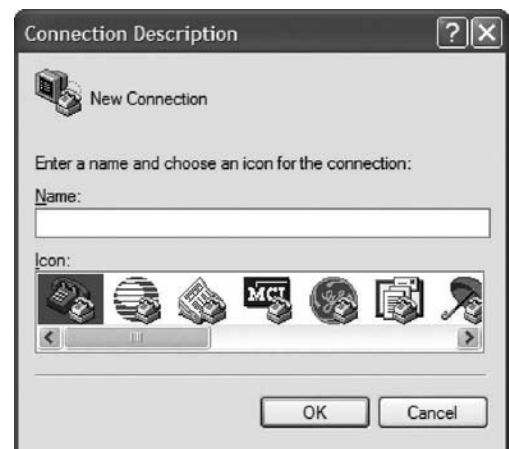 Connection Description
New Connection
Enter a name and choose an icon for the connection:
Name:
Icon:
MCI
OK Cancel